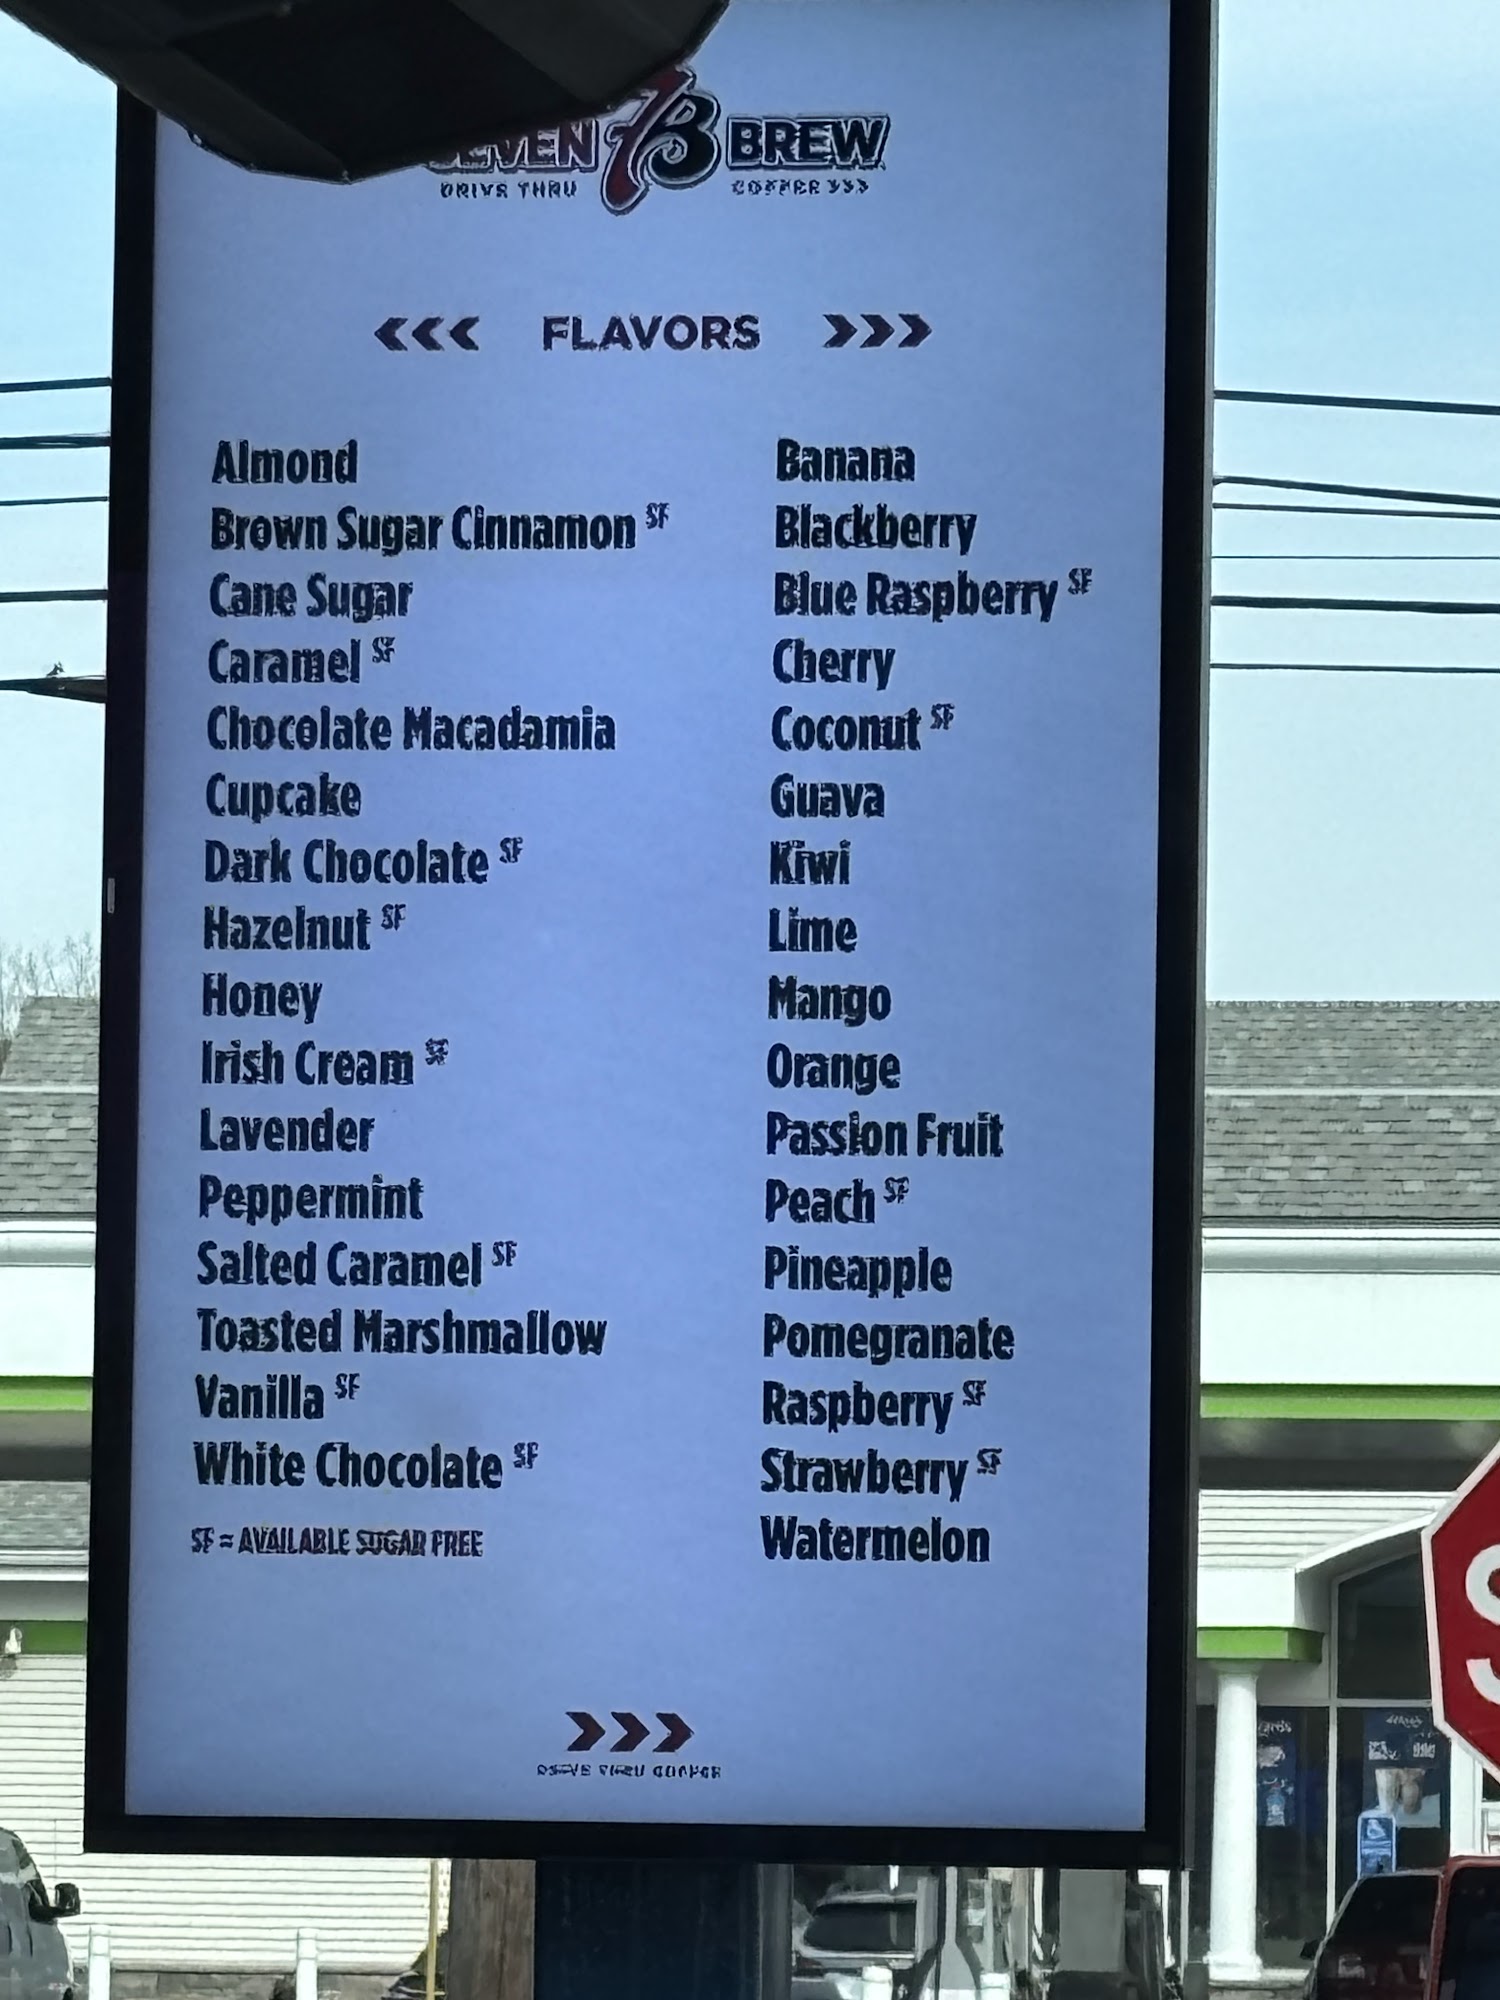 SEVEN 7B BREW
DRIVE THRU COFFEE
FLAVORS
Almond
Brown Sugar Cinnamon SF
Cane Sugar
Caramel SF
Chocolate Macadamia
Cupcake
Dark Chocolate SF
Hazelnut SF
Honey
Irish Cream SF
Lavender
Peppermint
Salted Caramel SF
Toasted Marshmallow
Vanilla SF
White Chocolate SF
SF = AVAILABLE SUGAR FREE
Banana
Blackberry
Blue Raspberry SF
Cherry
Coconut SF
Guava
Kiwi
Lime
Mango
Orange
Passion Fruit
Peach SF
Pineapple
Pomegranate
Raspberry SF
Strawberry SF
Watermelon
DRIVE THRU COFFEE
S